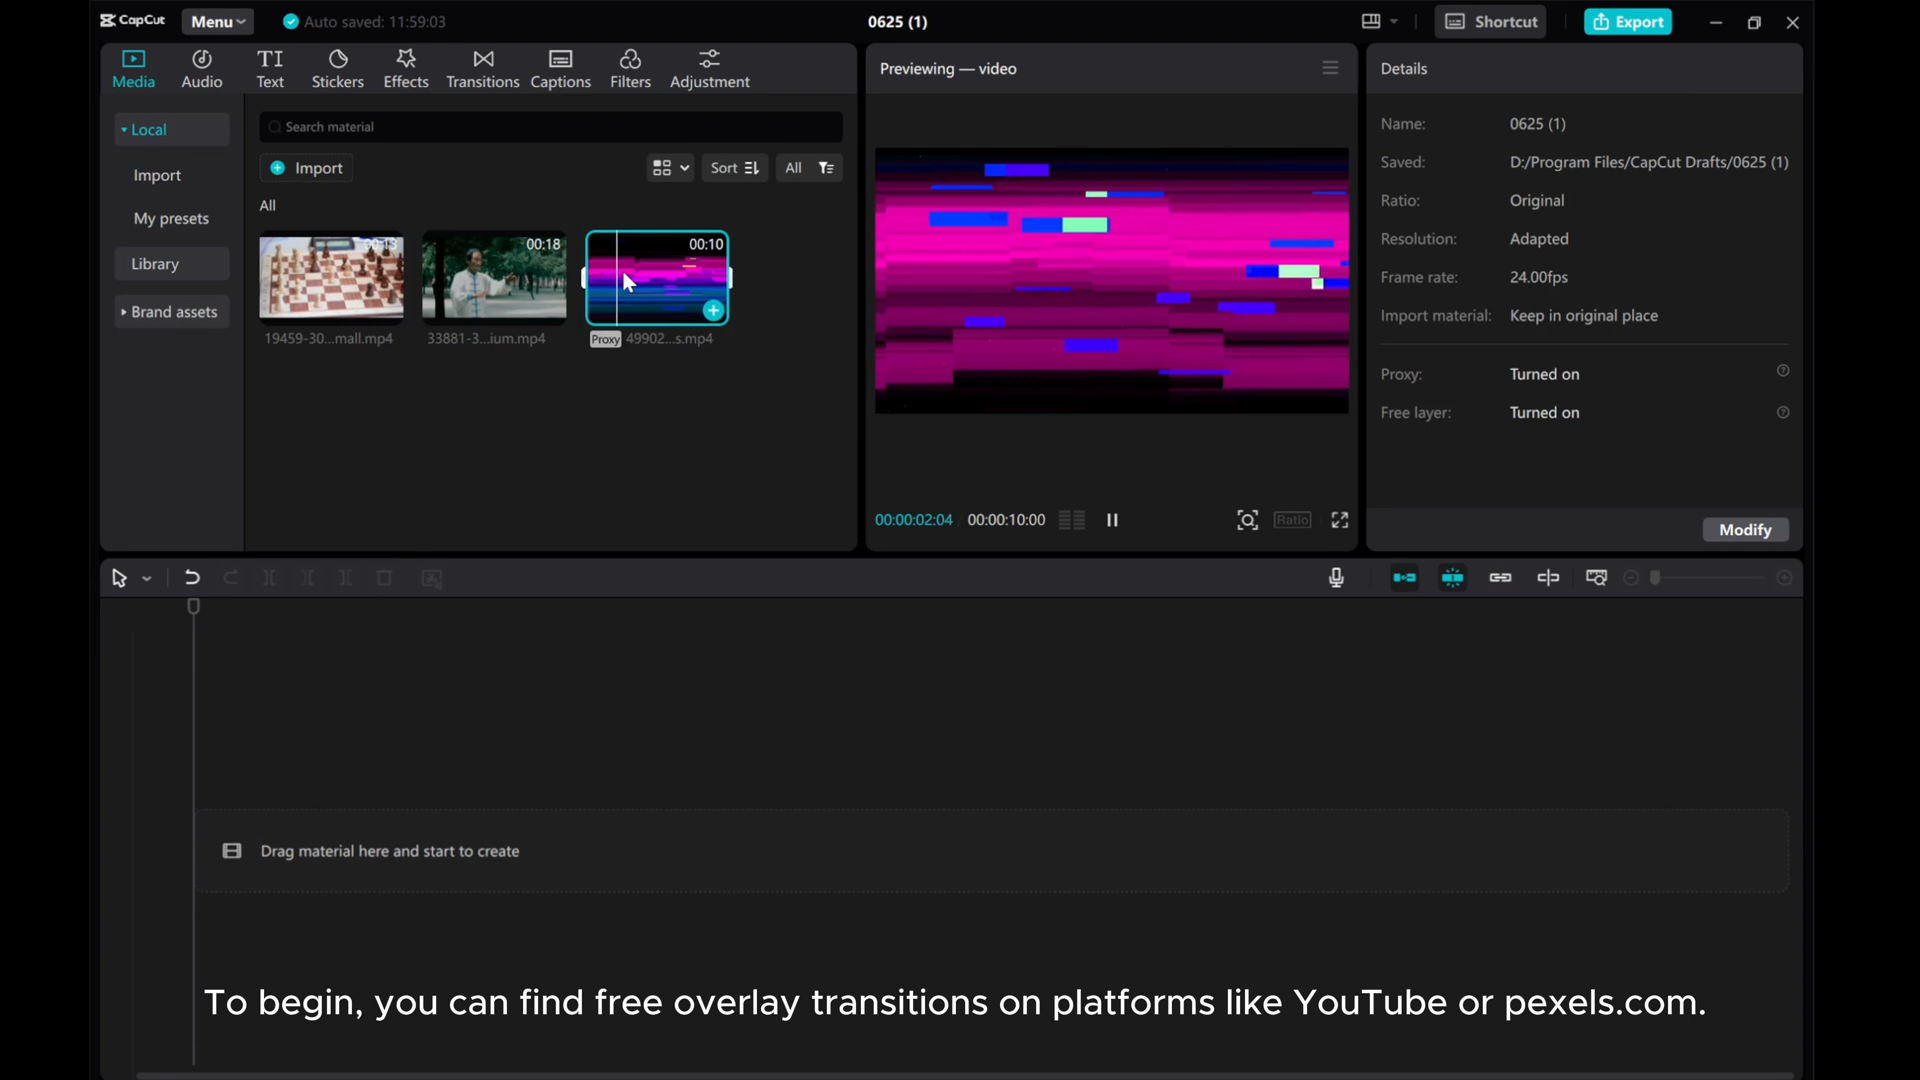 CapCut
Menu
Auto saved: 11:59:03
0625 (1)
Shortcut
Export
Media
Audio
TI
Text
Stickers
Effects
Transitions
Captions
Filters
Adjustment
Local
Import
My presets
Library
Brand assets
Search material
Import
Sort
All
All
00:13
00:18
00:10
19459-30...mall.mp4
33881-3...ium.mp4
Proxy
49902...s.mp4
Previewing — video
00:00:02:04
00:00:10:00
Ratio
Details
Name: 0625 (1)
Saved: D:/Program Files/CapCut Drafts/0625 (1)
Ratio: Original
Resolution: Adapted
Frame rate: 24.00fps
Import material: Keep in original place
Proxy: Turned on
Free layer: Turned on
Modify
Drag material here and start to create
To begin, you can find free overlay transitions on platforms like YouTube or pexels.com.